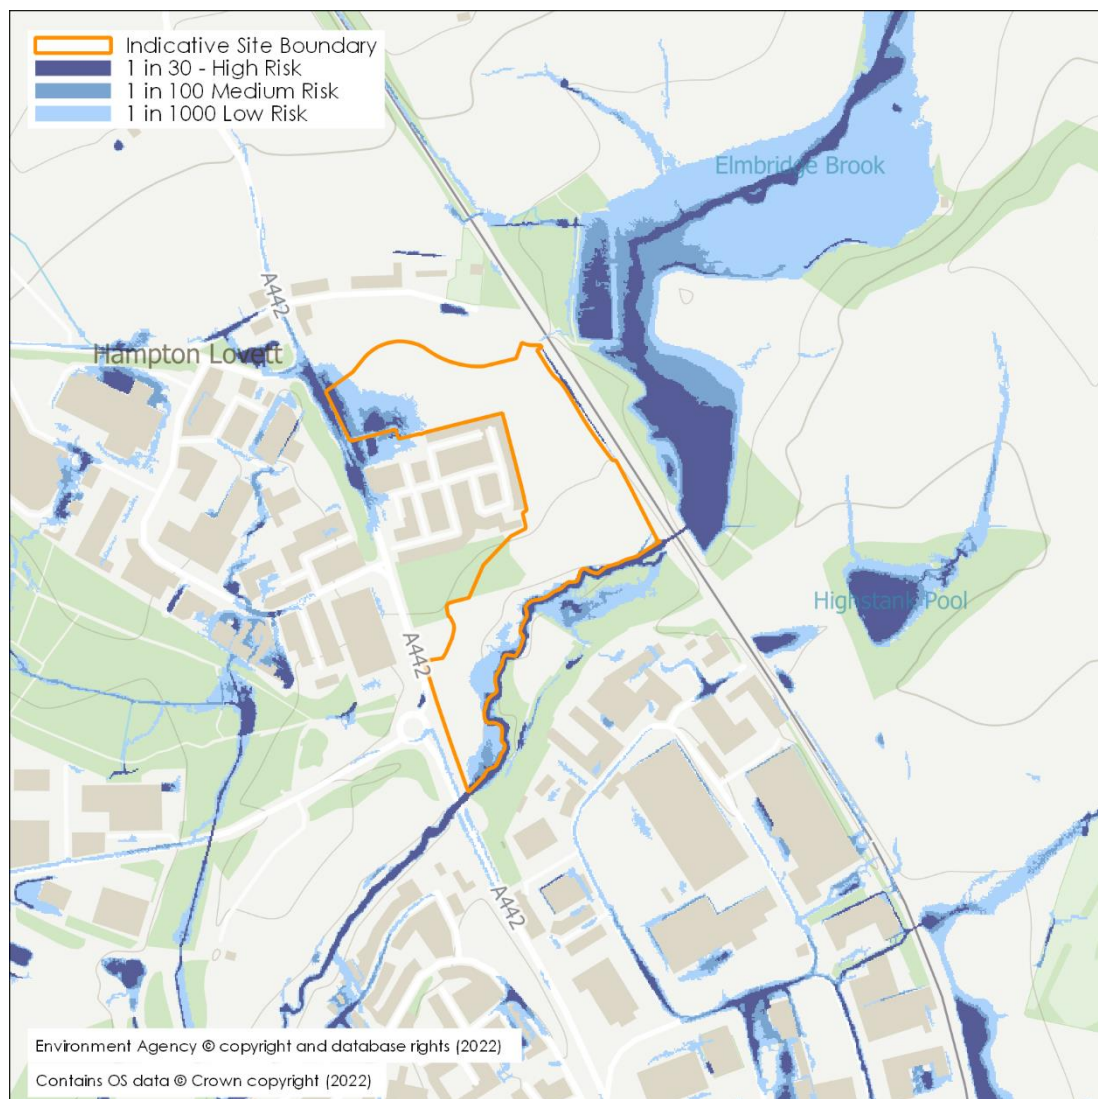 Indicative Site Boundary
1 in 30 - High Risk
1 in 100 Medium Risk
1 in 1000 Low Risk
Elmbridge Brook
A442
Hampton Lovett
Highstank Pool
A442
A442
Environment Agency © copyright and database rights (2022)
Contains OS data © Crown copyright (2022)